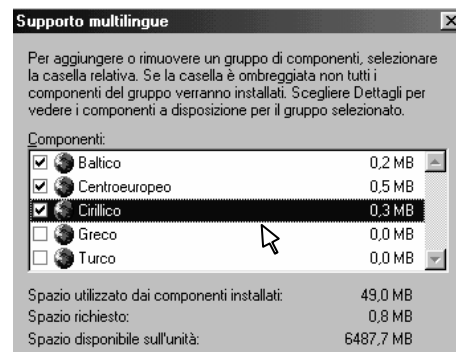 Supporto multilingue
Per aggiungere o rimuovere un gruppo di componenti, selezionare
la casella relativa. Se la casella è ombreggiata non tutti i
componenti del gruppo verranno installati. Scegliere Dettagli per
vedere i componenti a disposizione per il gruppo selezionato.
Componenti:
Baltico 0,2 MB
Centroeuropeo 0,5 MB
Cirillico 0,3 MB
Greco 0,0 MB
Turco 0,0 MB
Spazio utilizzato dai componenti installati: 49,0 MB
Spazio richiesto: 0,8 MB
Spazio disponibile sull'unità: 6487,7 MB